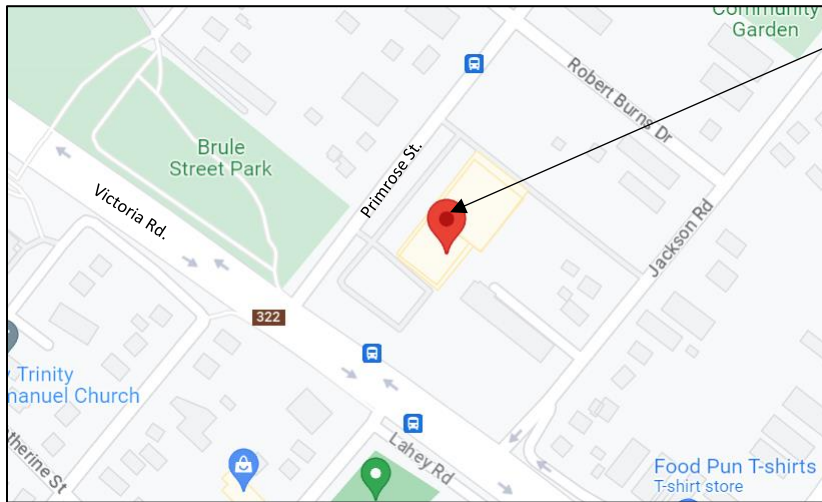 Community
Garden
Robert Burns Dr
Brule
Street Park
Primrose St.
Victoria Rd.
Jackson Rd
322
Trinity
manuel Church
therine St
Lahey Rd
Food Pun T-shirts
T-shirt store